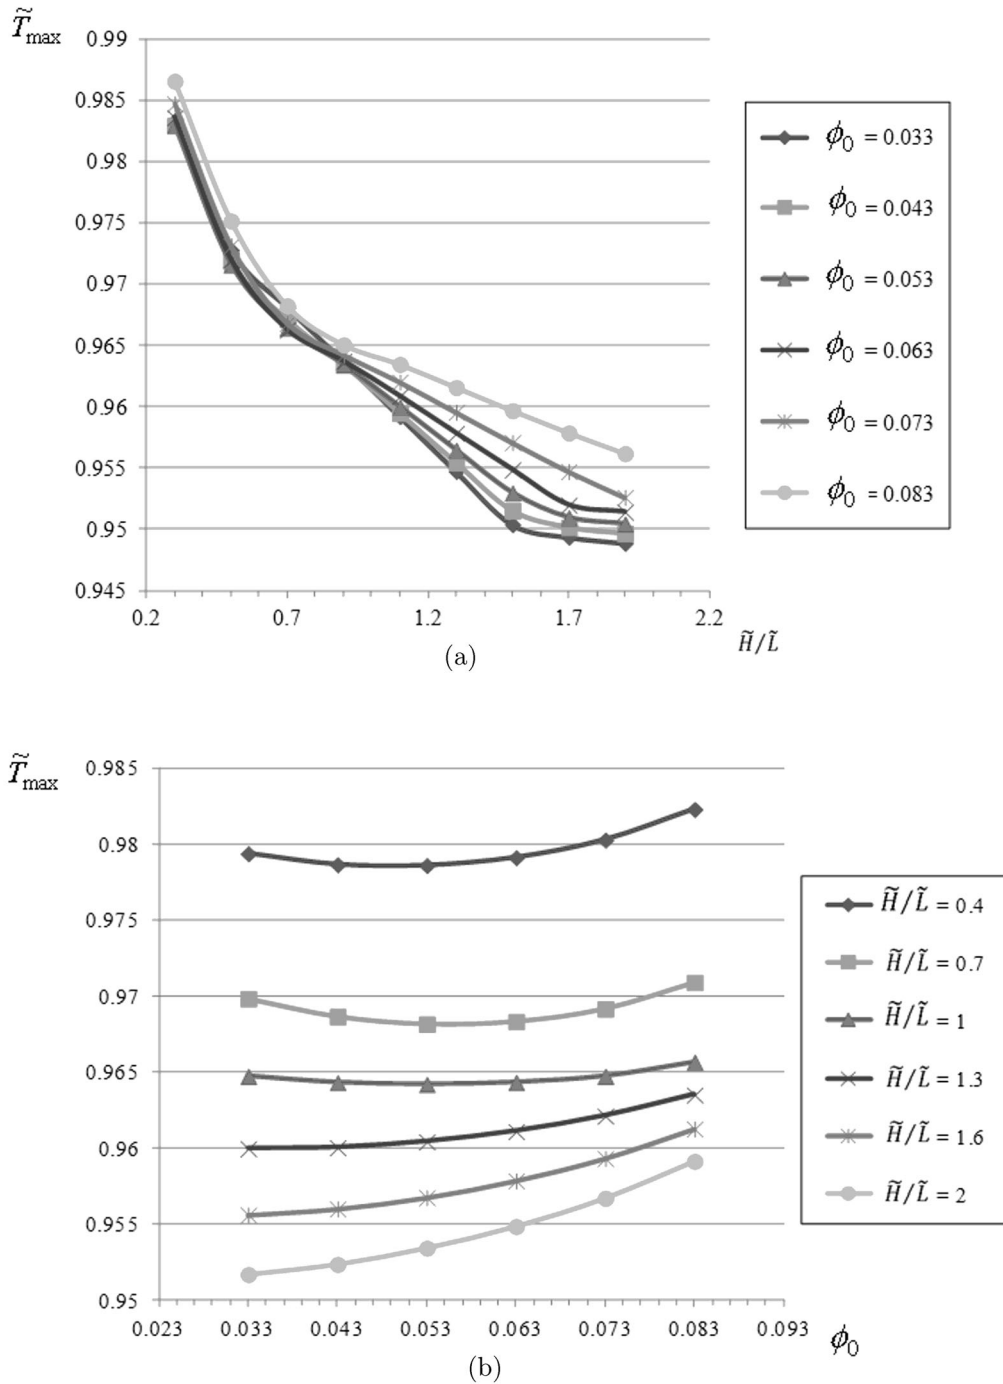 T̃max
0.99
0.985
0.98
0.975
0.97
0.965
0.96
0.955
0.95
0.945
0.2 0.7 1.2 1.7 2.2
H̃/L̃
ϕ0 = 0.033
ϕ0 = 0.043
ϕ0 = 0.053
ϕ0 = 0.063
ϕ0 = 0.073
ϕ0 = 0.083
(a)
T̃max
0.985
0.98
0.975
0.97
0.965
0.96
0.955
0.95
0.023 0.033 0.043 0.053 0.063 0.073 0.083 0.093
ϕ0
H̃/L̃ = 0.4
H̃/L̃ = 0.7
H̃/L̃ = 1
H̃/L̃ = 1.3
H̃/L̃ = 1.6
H̃/L̃ = 2
(b)